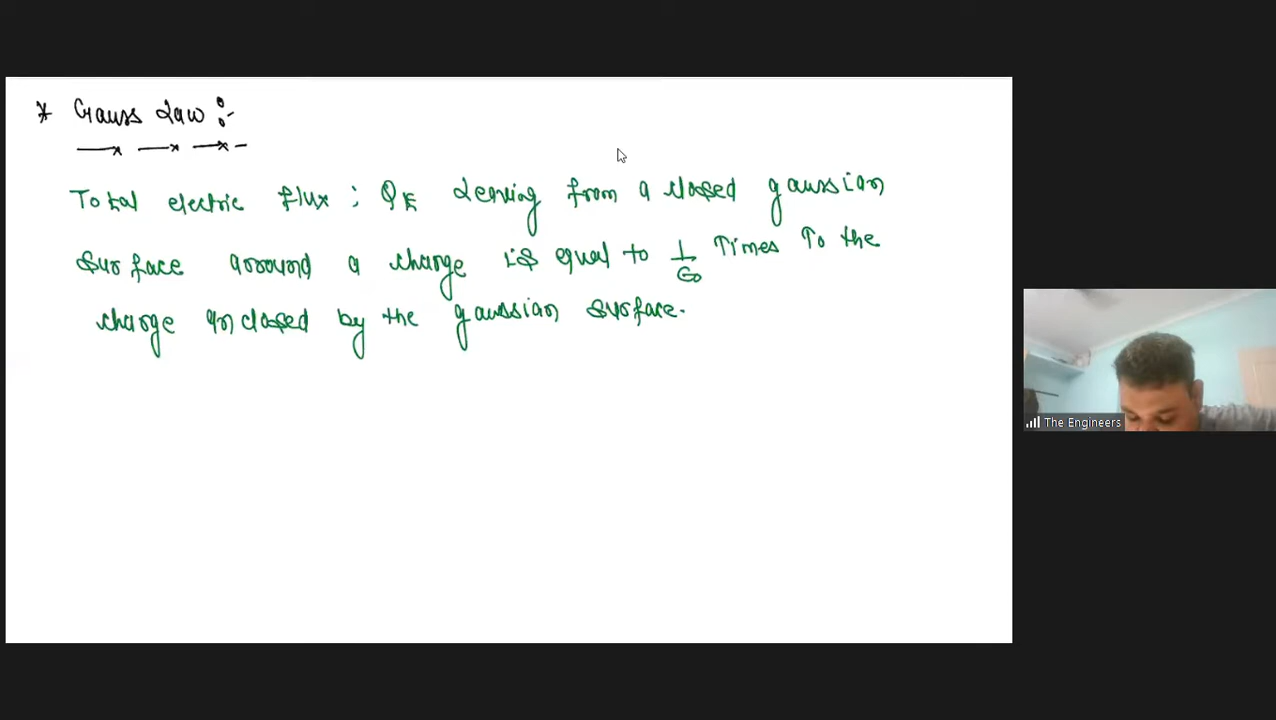 * Gauss Law :-
Total electric flux ; φE leaving from a closed gaussian
surface around a charge is equal to 1/ε₀ Times To the
charge inclosed by the gaussian surface.
The Engineers